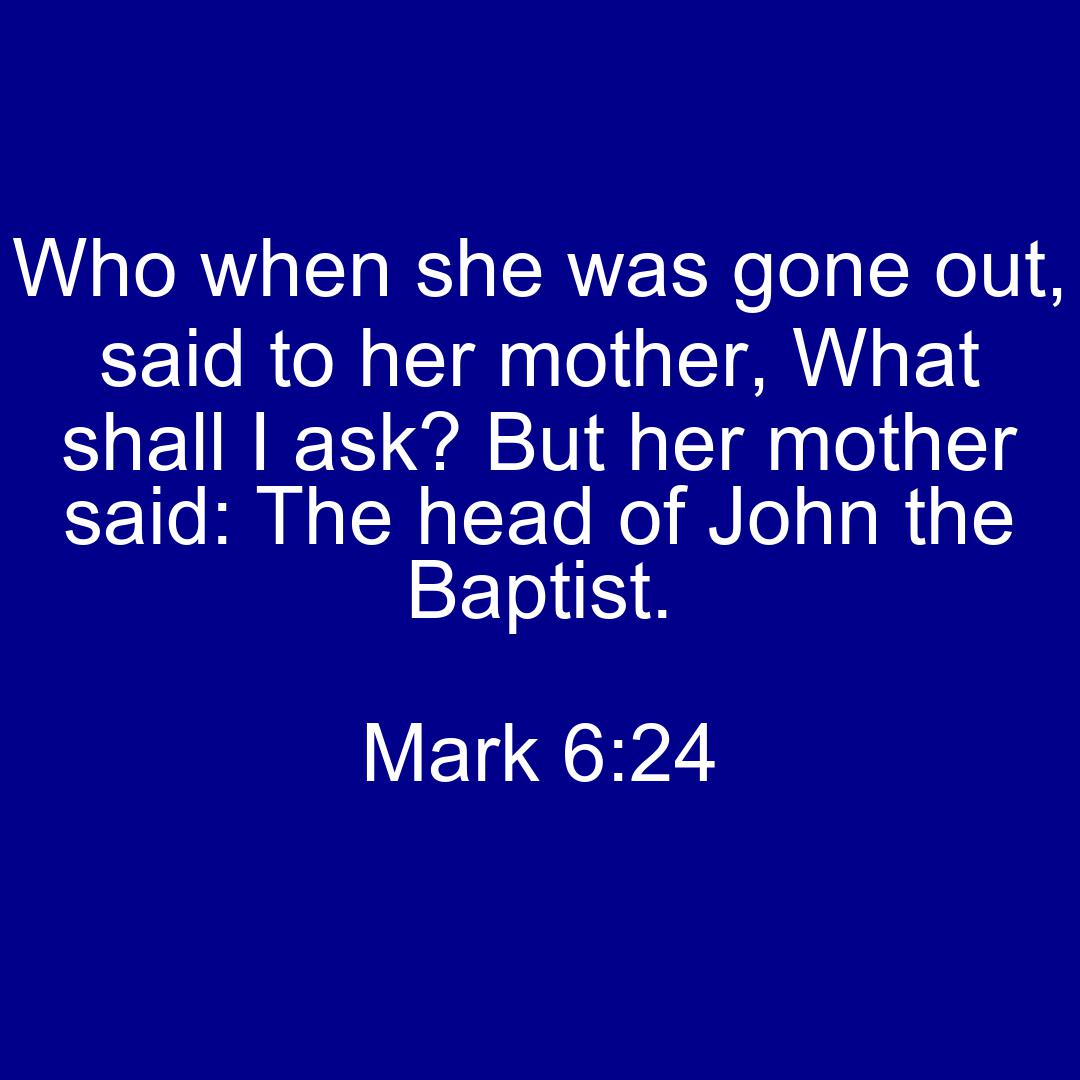 Who when she was gone out,
said to her mother, What
shall I ask? But her mother
said: The head of John the
Baptist.
Mark 6:24